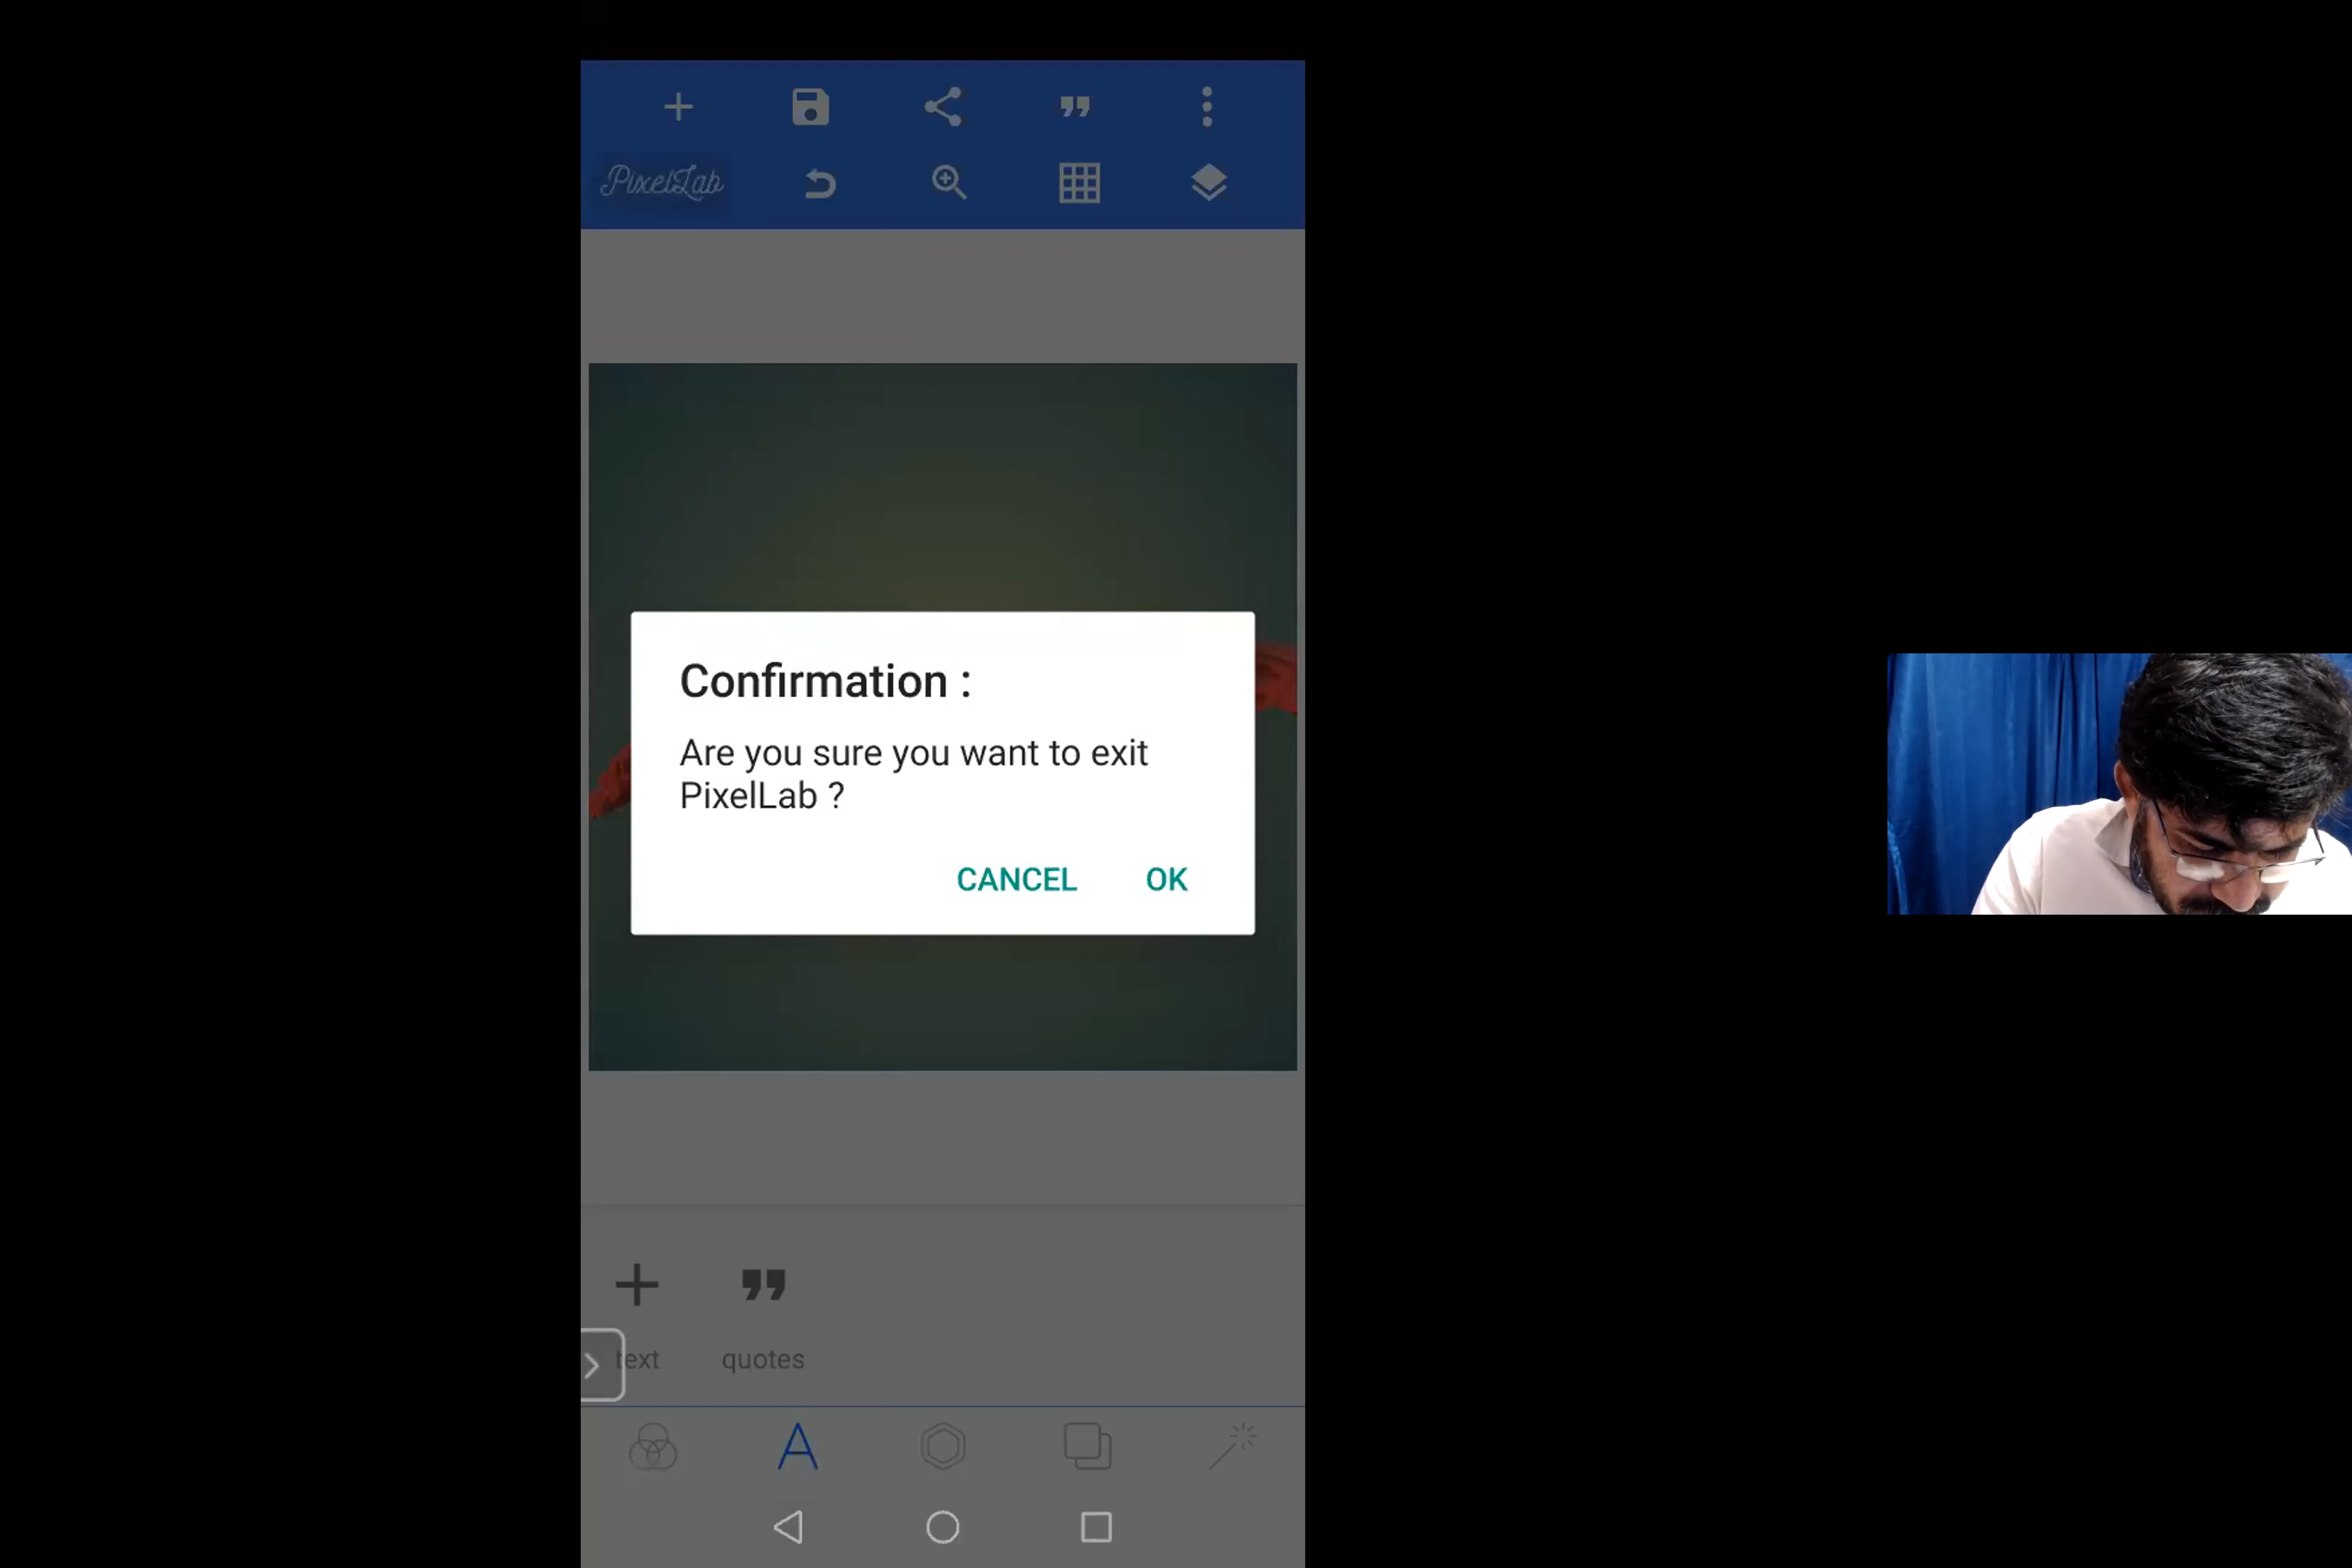 PixelLab
Confirmation :
Are you sure you want to exit
PixelLab ?
CANCEL OK
text quotes